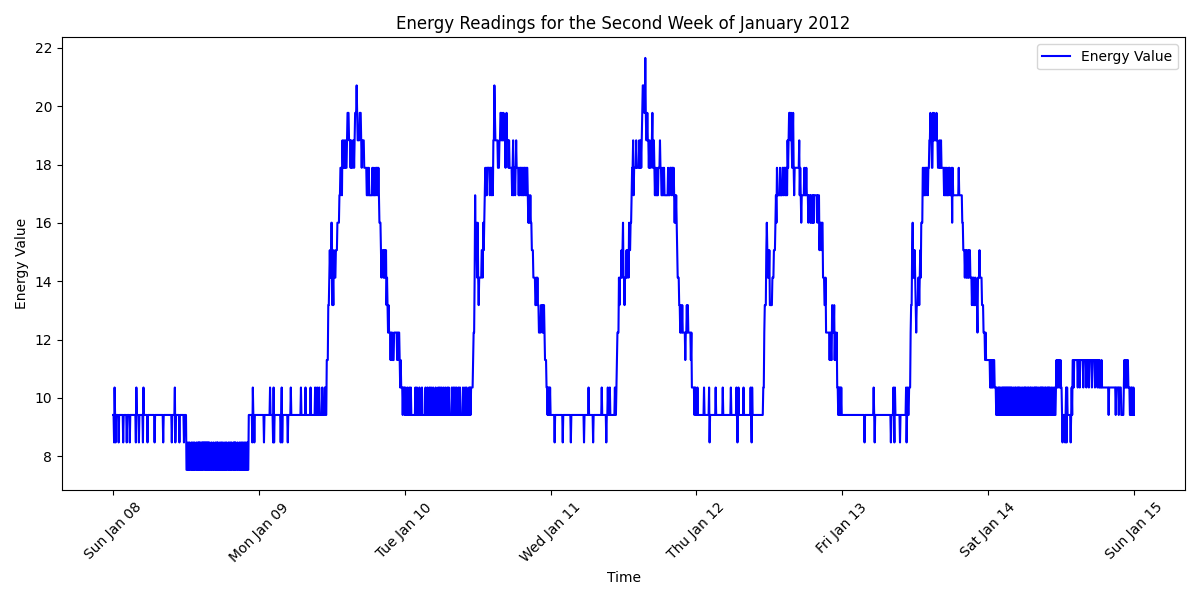 Energy Readings for the Second Week of January 2012
Energy Value
22
20
18
16
14
12
10
8
Energy Value
Sun Jan 08
Mon Jan 09
Tue Jan 10
Wed Jan 11
Thu Jan 12
Fri Jan 13
Sat Jan 14
Sun Jan 15
Time